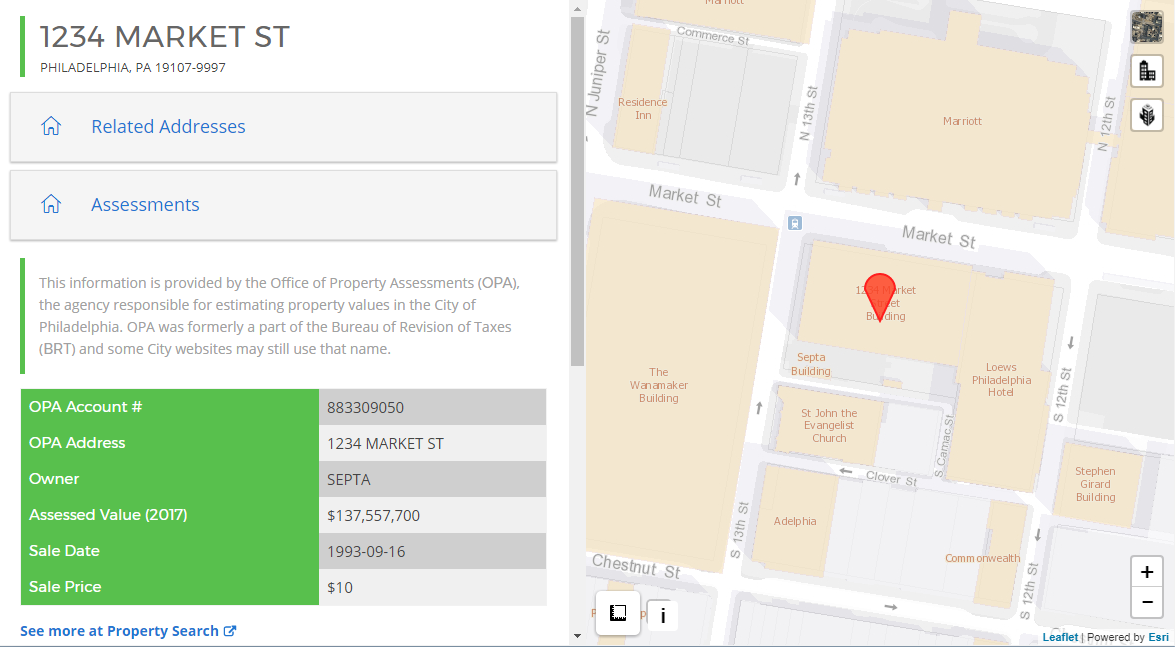 1234 MARKET ST
PHILADELPHIA, PA 19107-9997
Related Addresses
Assessments
This information is provided by the Office of Property Assessments (OPA),
the agency responsible for estimating property values in the City of
Philadelphia. OPA was formerly a part of the Bureau of Revision of Taxes
(BRT) and some City websites may still use that name.
OPA Account # 883309050
OPA Address 1234 MARKET ST
Owner SEPTA
Assessed Value (2017) $137,557,700
Sale Date 1993-09-16
Sale Price $10
See more at Property Search
Marriott
Commerce St
N Juniper St
Residence
Inn
N 13th St
Marriott
N 12th St
Market St
Market St
Building
Septa
Building
The
Wanamaker
Building
Loews
Philadelphia
Hotel
S 12th St
St John the
Evangelist
Church
S Camac St
Clover St
Stephen
Girard
Building
Adelphia
S 13th St
Commonwealth
Chestnut St
S 12th St
i
+
−
Leaflet | Powered by Esri